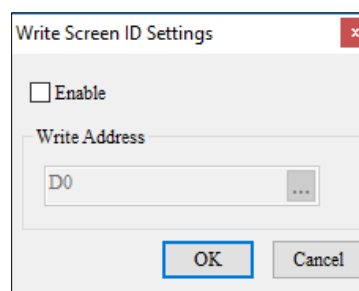 Write Screen ID Settings
x
Enable
Write Address
D0
...
OK
Cancel